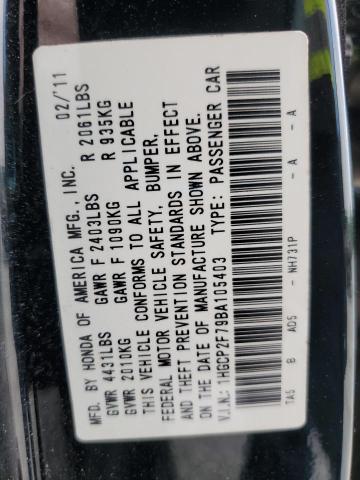 MFD. BY HONDA OF AMERICA MFG., INC. 02/'11
GVWR 4431LBS GAWR F 2403LBS R 2061LBS
GVWR 2010KG GAWR F 1090KG R 935KG
THIS VEHICLE CONFORMS TO ALL APPLICABLE
FEDERAL MOTOR VEHICLE SAFETY, BUMPER,
AND THEFT PREVENTION STANDARDS IN EFFECT
ON THE DATE OF MANUFACTURE SHOWN ABOVE.
V.I.N.: 1HGCP2F79BA105403 TYPE: PASSENGER CAR
TA5 B AD5 - NH731P - A - A